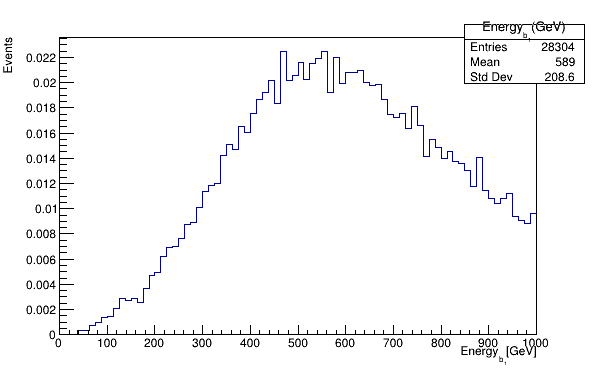 Energy_b_1 (GeV)
Entries 28304
Mean 589
Std Dev 208.6
Events
0.022
0.02
0.018
0.016
0.014
0.012
0.01
0.008
0.006
0.004
0.002
0
0 100 200 300 400 500 600 700 800 900 1000
Energy_b_1 [GeV]